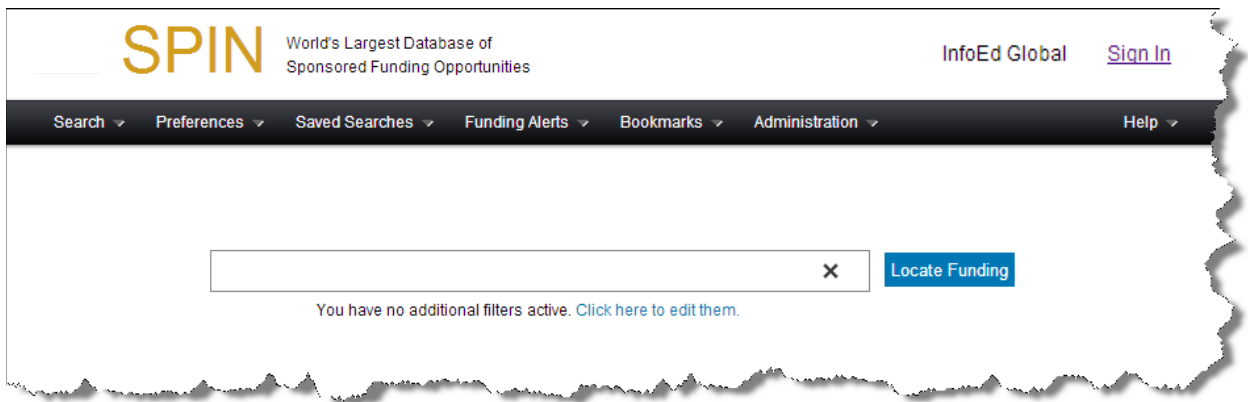 SPIN
World's Largest Database of
Sponsored Funding Opportunities
InfoEd Global
Sign In
Search Preferences Saved Searches Funding Alerts Bookmarks Administration Help
Locate Funding
You have no additional filters active. Click here to edit them.